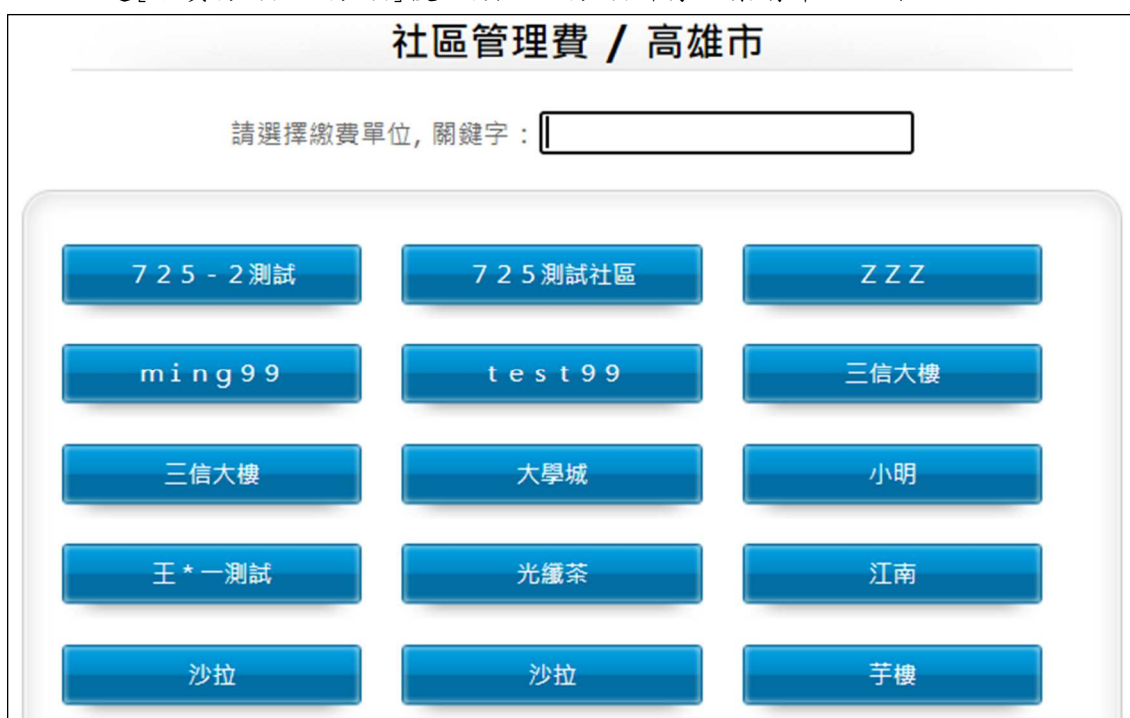 社區管理費 / 高雄市
請選擇繳費單位, 關鍵字：
７２５－２測試
７２５測試社區
ＺＺＺ
ｍｉｎｇ９９
ｔｅｓｔ９９
三信大樓
三信大樓
大學城
小明
王*一測試
光纖茶
江南
沙拉
沙拉
芋樓